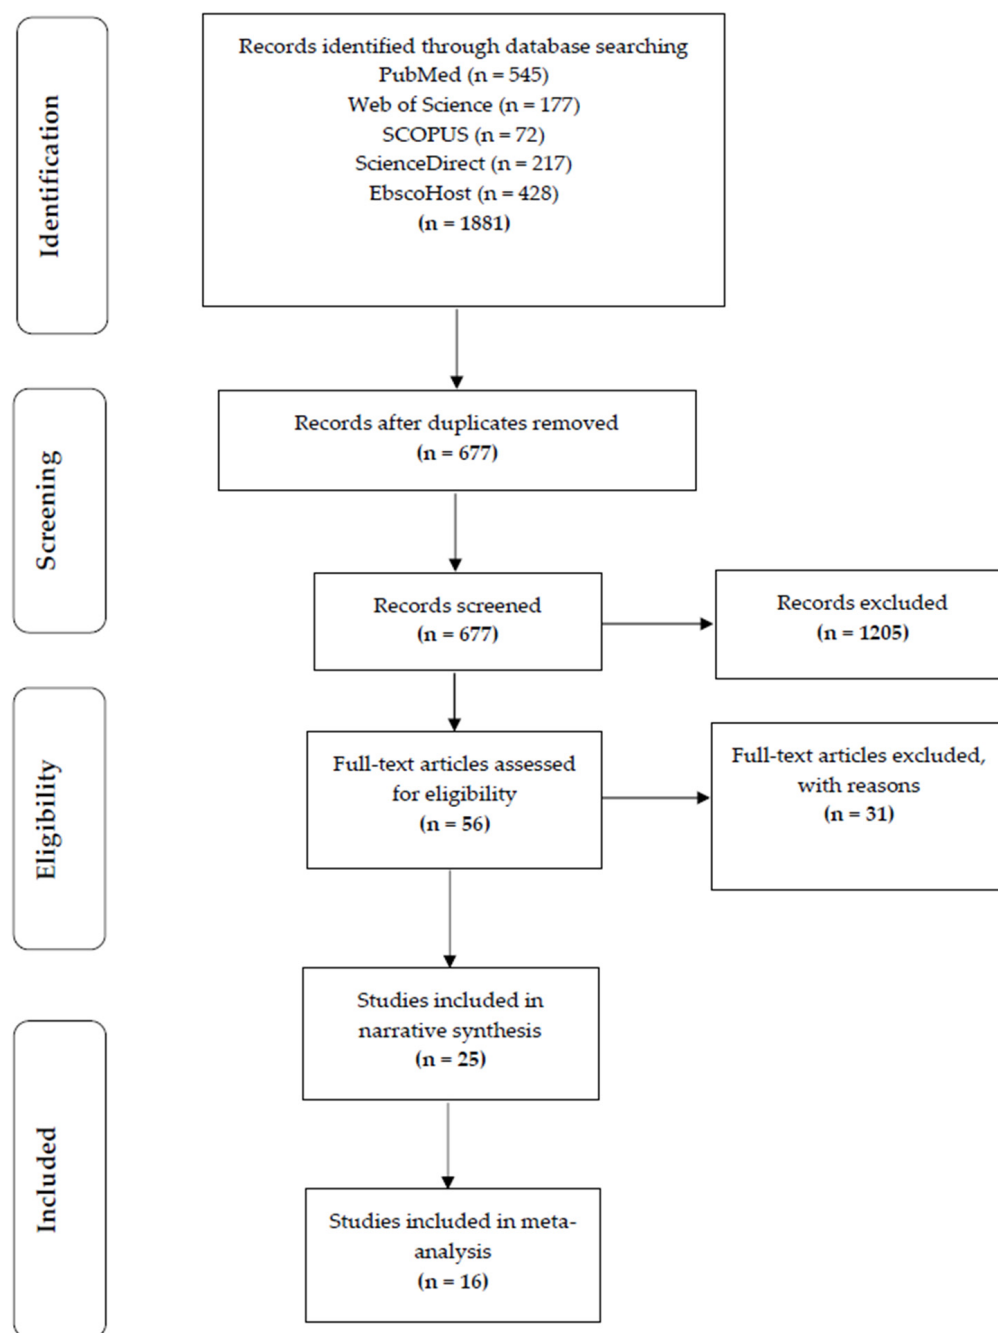 Identification
Records identified through database searching
PubMed (n = 545)
Web of Science (n = 177)
SCOPUS (n = 72)
ScienceDirect (n = 217)
EbscoHost (n = 428)
(n = 1881)
Screening
Records after duplicates removed
(n = 677)
Records screened
(n = 677)
Records excluded
(n = 1205)
Eligibility
Full-text articles assessed
for eligibility
(n = 56)
Full-text articles excluded,
with reasons
(n = 31)
Included
Studies included in
narrative synthesis
(n = 25)
Studies included in meta-
analysis
(n = 16)